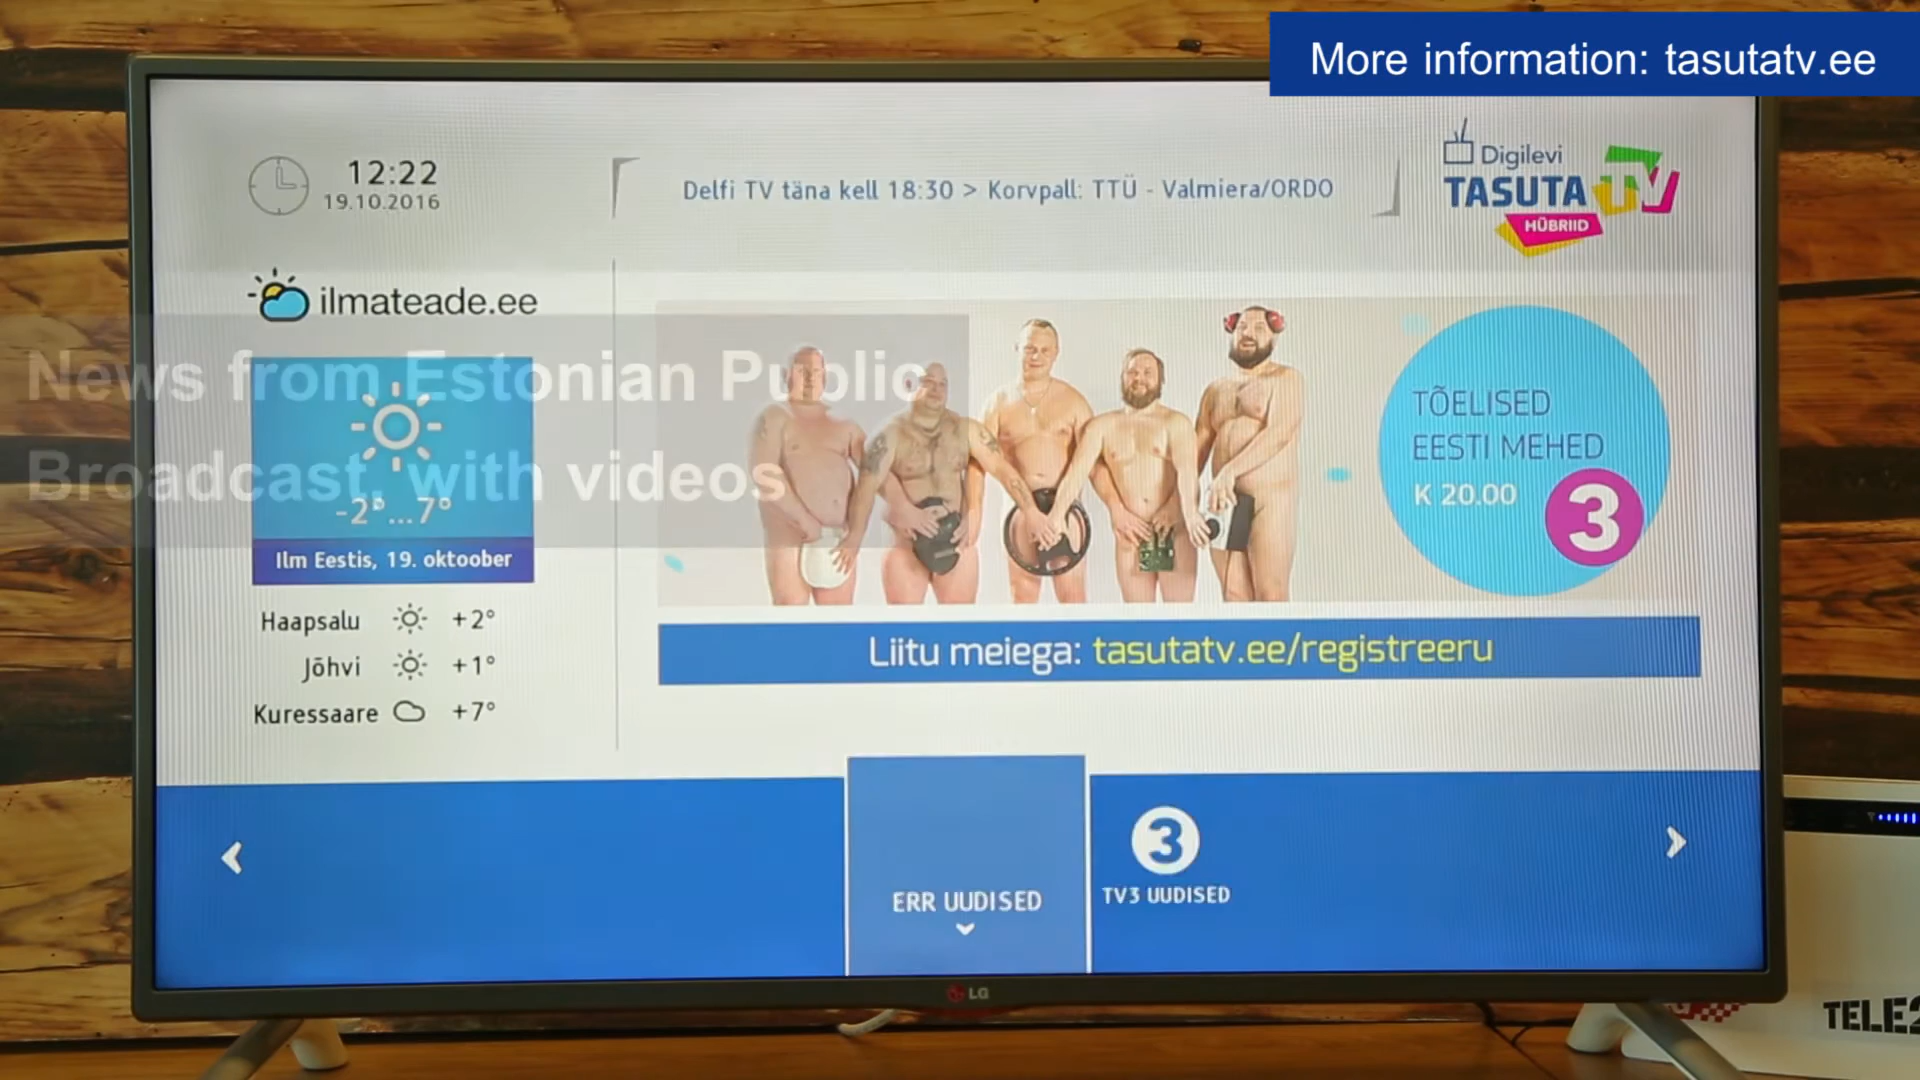 More information: tasutatv.ee
12:22
19.10.2016
Delfi TV täna kell 18:30 > Korvpall: TTÜ - Valmiera/ORDO
Digilevi
TASUTA TV
HÜBRIID
ilmateade.ee
News from Estonian Public
Broadcast, with videos
-2°...7°
Ilm Eestis, 19. oktoober
Haapsalu +2°
Jõhvi +1°
Kuressaare +7°
TÕELISED
EESTI MEHED
K 20.00
3
Liitu meiega: tasutatv.ee/registreeru
ERR UUDISED
3
TV3 UUDISED
LG
TELE2